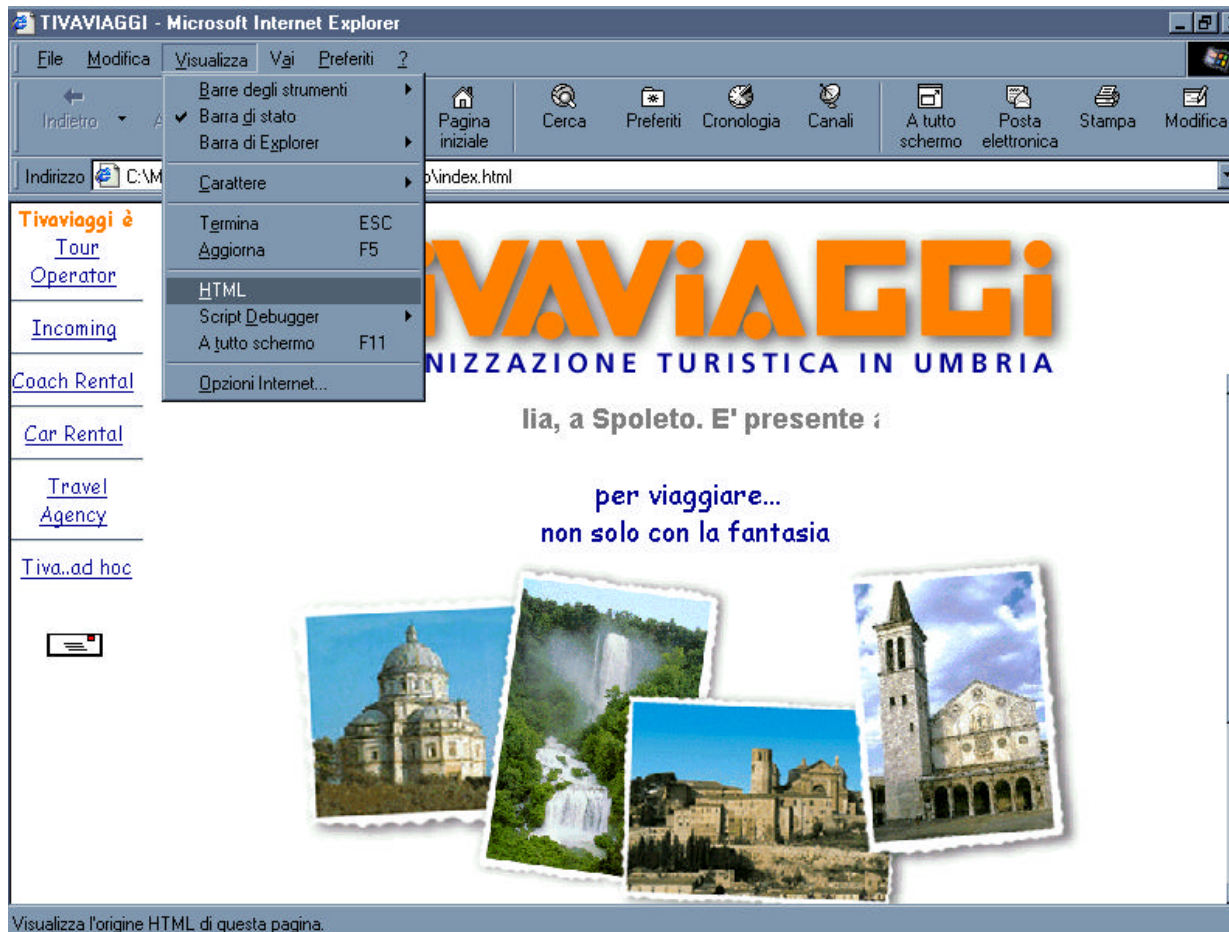 TIVAVIAGGI - Microsoft Internet Explorer
File Modifica Visualizza Vai Preferiti ?
Indietro
Pagina iniziale
Cerca
Preferiti
Cronologia
Canali
A tutto schermo
Posta elettronica
Stampa
Modifica
Barre degli strumenti
Barra di stato
Barra di Explorer
Carattere
Termina ESC
Aggiorna F5
HTML
Script Debugger
A tutto schermo F11
Opzioni Internet...
Indirizzo C:\M
\index.html
Tivaviaggi è
Tour
Operator
Incoming
Coach Rental
Car Rental
Travel
Agency
Tiva..ad hoc
iVAViAGGi
NIZZAZIONE TURISTICA IN UMBRIA
lia, a Spoleto. E' presente
per viaggiare...
non solo con la fantasia
Visualizza l'origine HTML di questa pagina.